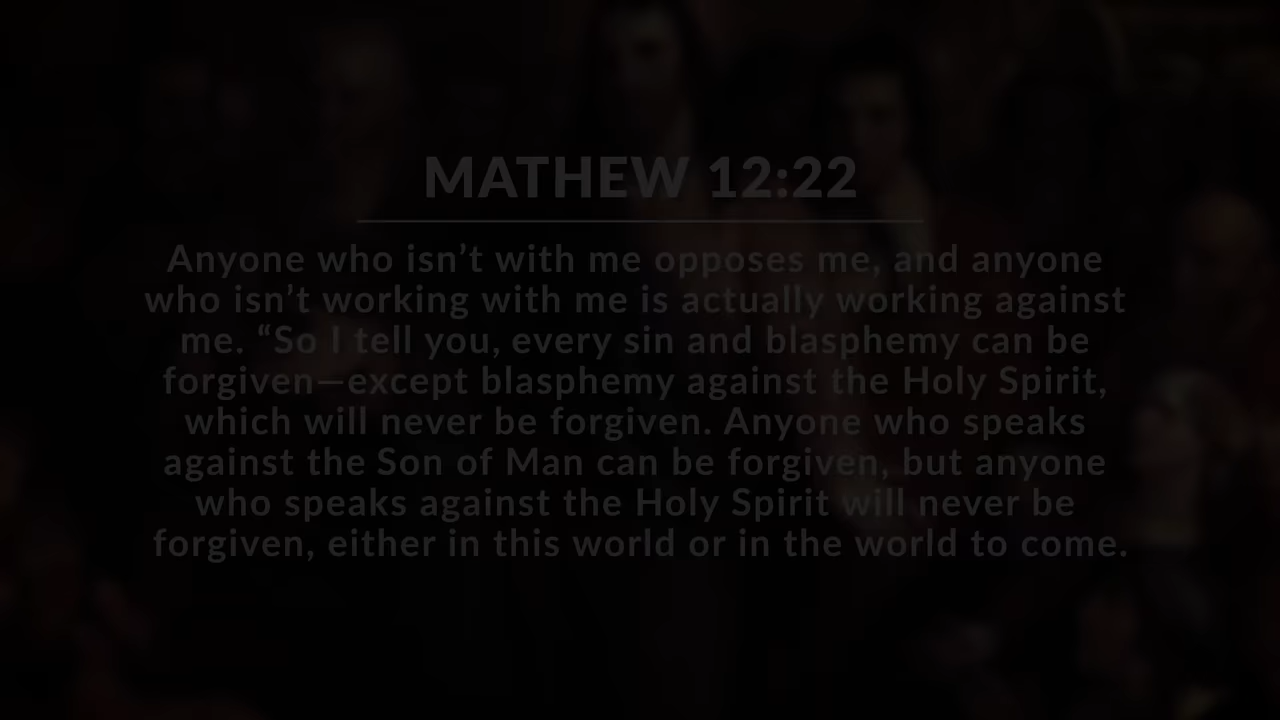 MATHEW 12:22
Anyone who isn’t with me opposes me, and anyone
who isn’t working with me is actually working against
me. “So I tell you, every sin and blasphemy can be
forgiven—except blasphemy against the Holy Spirit,
which will never be forgiven. Anyone who speaks
against the Son of Man can be forgiven, but anyone
who speaks against the Holy Spirit will never be
forgiven, either in this world or in the world to come.